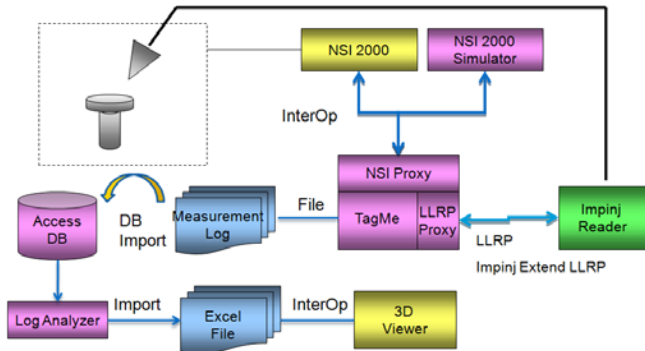 NSI 2000
NSI 2000
Simulator
InterOp
NSI Proxy
TagMe
LLRP
Proxy
File
Measurement
Log
DB
Import
Access
DB
LLRP
Impinj Extend LLRP
Impinj
Reader
Log Analyzer
Import
Excel
File
InterOp
3D
Viewer